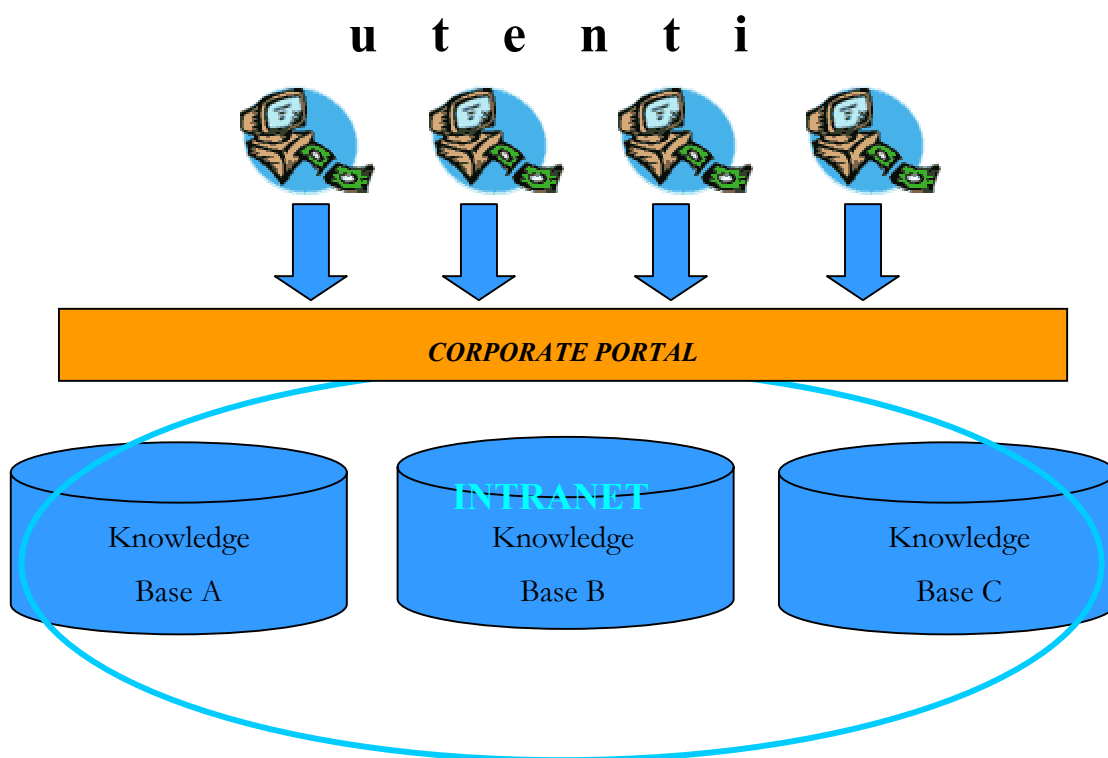 u t e n t i
CORPORATE PORTAL
INTRANET
Knowledge
Base A
Knowledge
Base B
Knowledge
Base C